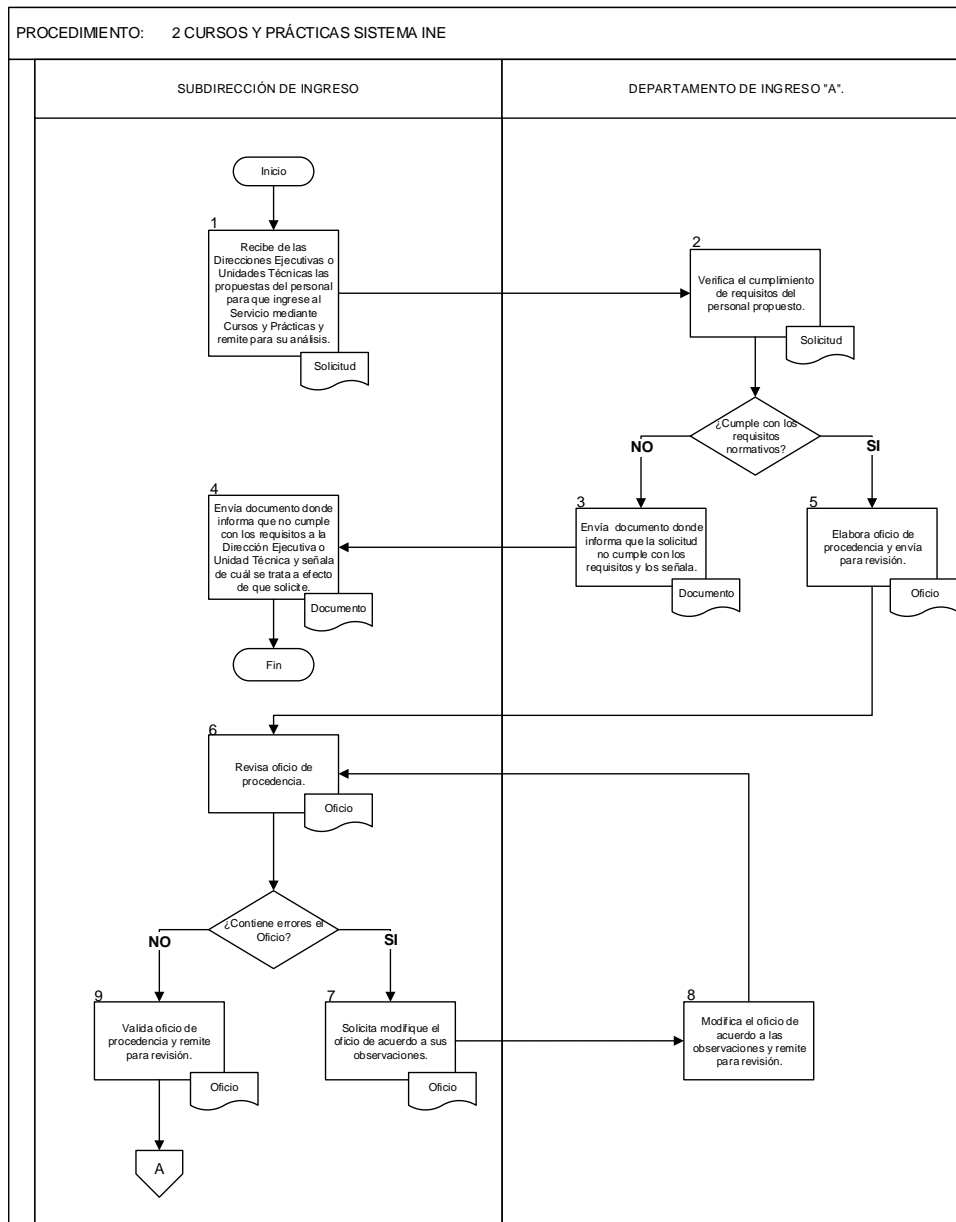 PROCEDIMIENTO: 2 CURSOS Y PRÁCTICAS SISTEMA INE
SUBDIRECCIÓN DE INGRESO
DEPARTAMENTO DE INGRESO "A".
Inicio
1
Recibe de las
Direcciones Ejecutivas o
Unidades Técnicas las
propuestas del personal
para que ingrese al
Servicio mediante
Cursos y Prácticas y
remite para su análisis.
Solicitud
2
Verifica el cumplimiento
de requisitos del
personal propuesto.
Solicitud
¿Cumple con los
requisitos
normativos?
NO
SI
4
Envía documento donde
informa que no cumple
con los requisitos a la
Dirección Ejecutiva o
Unidad Técnica y señala
de cuál se trata a efecto
de que solicite.
Documento
3
Envía documento donde
informa que la solicitud
no cumple con los
requisitos y los señala.
Documento
5
Elabora oficio de
procedencia y envía
para revisión.
Oficio
Fin
6
Revisa oficio de
procedencia.
Oficio
¿Contiene errores el
Oficio?
NO
SI
9
Valida oficio de
procedencia y remite
para revisión.
Oficio
7
Solicita modifique el
oficio de acuerdo a sus
observaciones.
Oficio
8
Modifica el oficio de
acuerdo a las
observaciones y remite
para revisión.
A